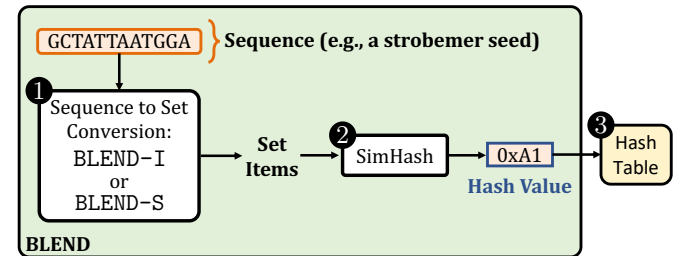 GCTATTAATGGA
Sequence (e.g., a strobemer seed)
1
Sequence to Set
Conversion:
BLEND-I
or
BLEND-S
Set
Items
2
SimHash
0xA1
Hash Value
3
Hash
Table
BLEND